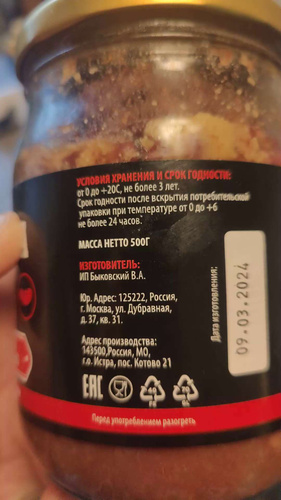 УСЛОВИЯ ХРАНЕНИЯ И СРОК ГОДНОСТИ:
от 0 до +20С, не более 3 лет.
Срок годности после вскрытия потребительской
упаковки при температуре от 0 до +6
не более 24 часов.
МАССА НЕТТО 500Г
ИЗГОТОВИТЕЛЬ:
ИП Быковский В.А.
Юр. Адрес: 125222, Россия,
г. Москва, ул. Дубравная,
д. 37, кв. 31.
Адрес производства:
143500,Россия, МО,
г.о. Истра, пос. Котово 21
Дата изготовления:
09.03.2024
EAC
Перед употреблением разогреть